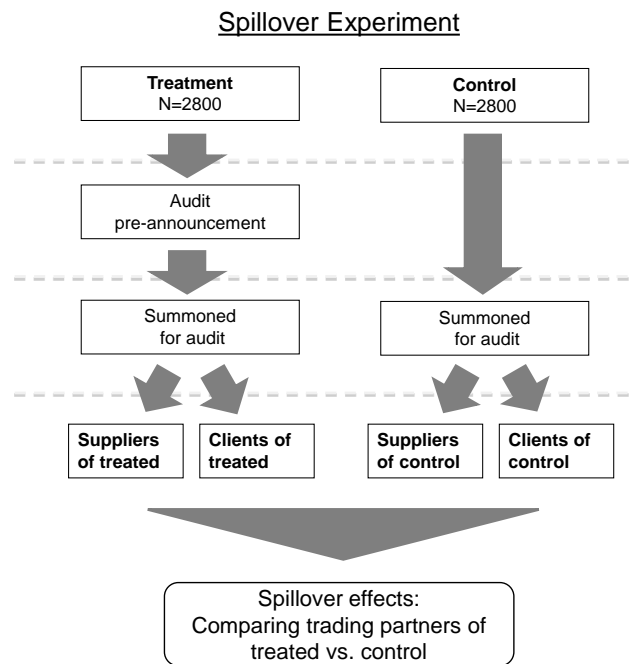 Spillover Experiment
Treatment
N=2800
Control
N=2800
Audit
pre-announcement
Summoned
for audit
Summoned
for audit
Suppliers
of treated
Clients of
treated
Suppliers
of control
Clients of
control
Spillover effects:
Comparing trading partners of
treated vs. control